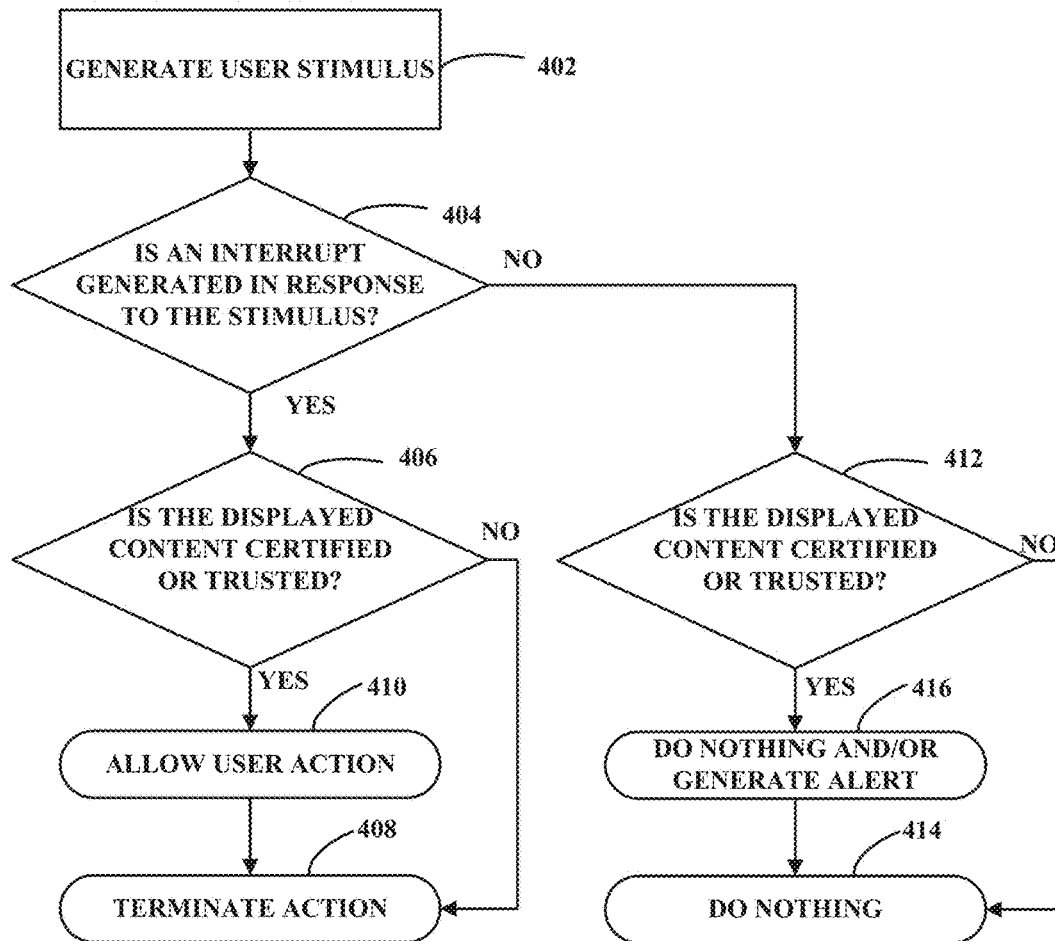 GENERATE USER STIMULUS
402
404
IS AN INTERRUPT
GENERATED IN RESPONSE
TO THE STIMULUS?
NO
YES
406
IS THE DISPLAYED
CONTENT CERTIFIED
OR TRUSTED?
NO
412
IS THE DISPLAYED
CONTENT CERTIFIED
OR TRUSTED?
NO
YES
410
ALLOW USER ACTION
YES
416
DO NOTHING AND/OR
GENERATE ALERT
408
TERMINATE ACTION
414
DO NOTHING